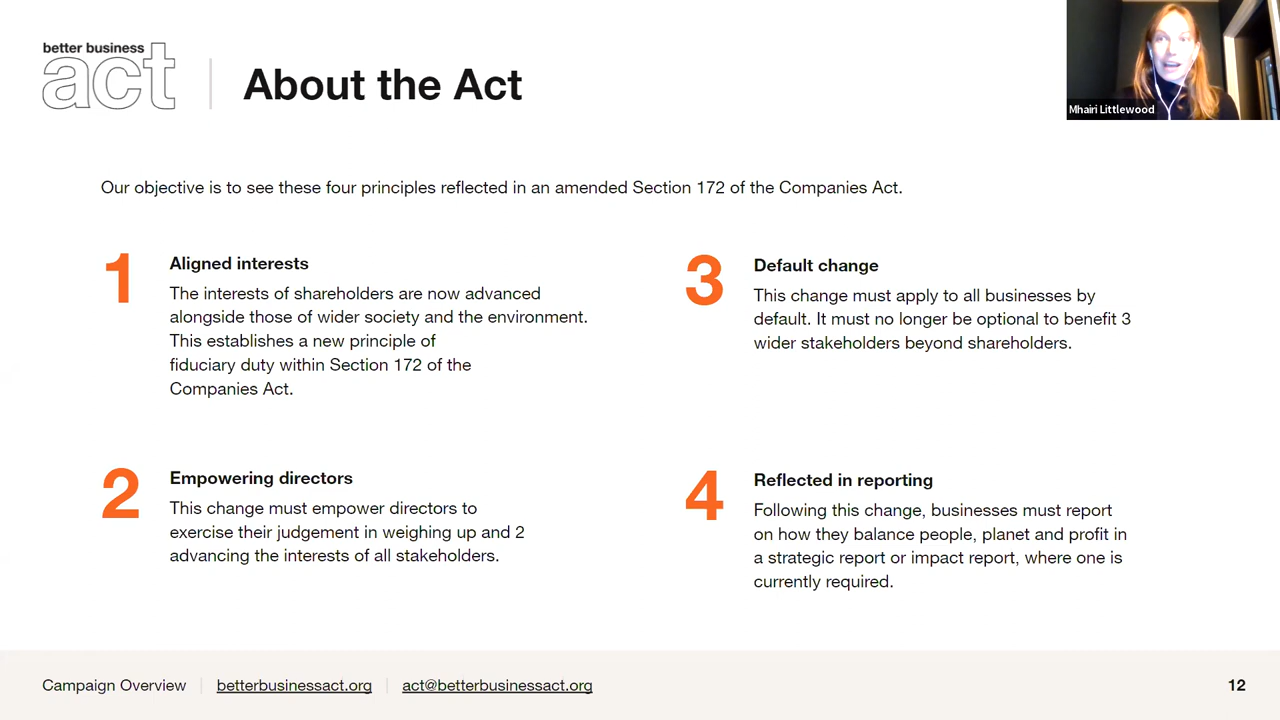 better business
act
About the Act
Mhairi Littlewood
Our objective is to see these four principles reflected in an amended Section 172 of the Companies Act.
1
Aligned interests
The interests of shareholders are now advanced
alongside those of wider society and the environment.
This establishes a new principle of
fiduciary duty within Section 172 of the
Companies Act.
2
Empowering directors
This change must empower directors to
exercise their judgement in weighing up and 2
advancing the interests of all stakeholders.
3
Default change
This change must apply to all businesses by
default. It must no longer be optional to benefit 3
wider stakeholders beyond shareholders.
4
Reflected in reporting
Following this change, businesses must report
on how they balance people, planet and profit in
a strategic report or impact report, where one is
currently required.
Campaign Overview
betterbusinessact.org
act@betterbusinessact.org
12